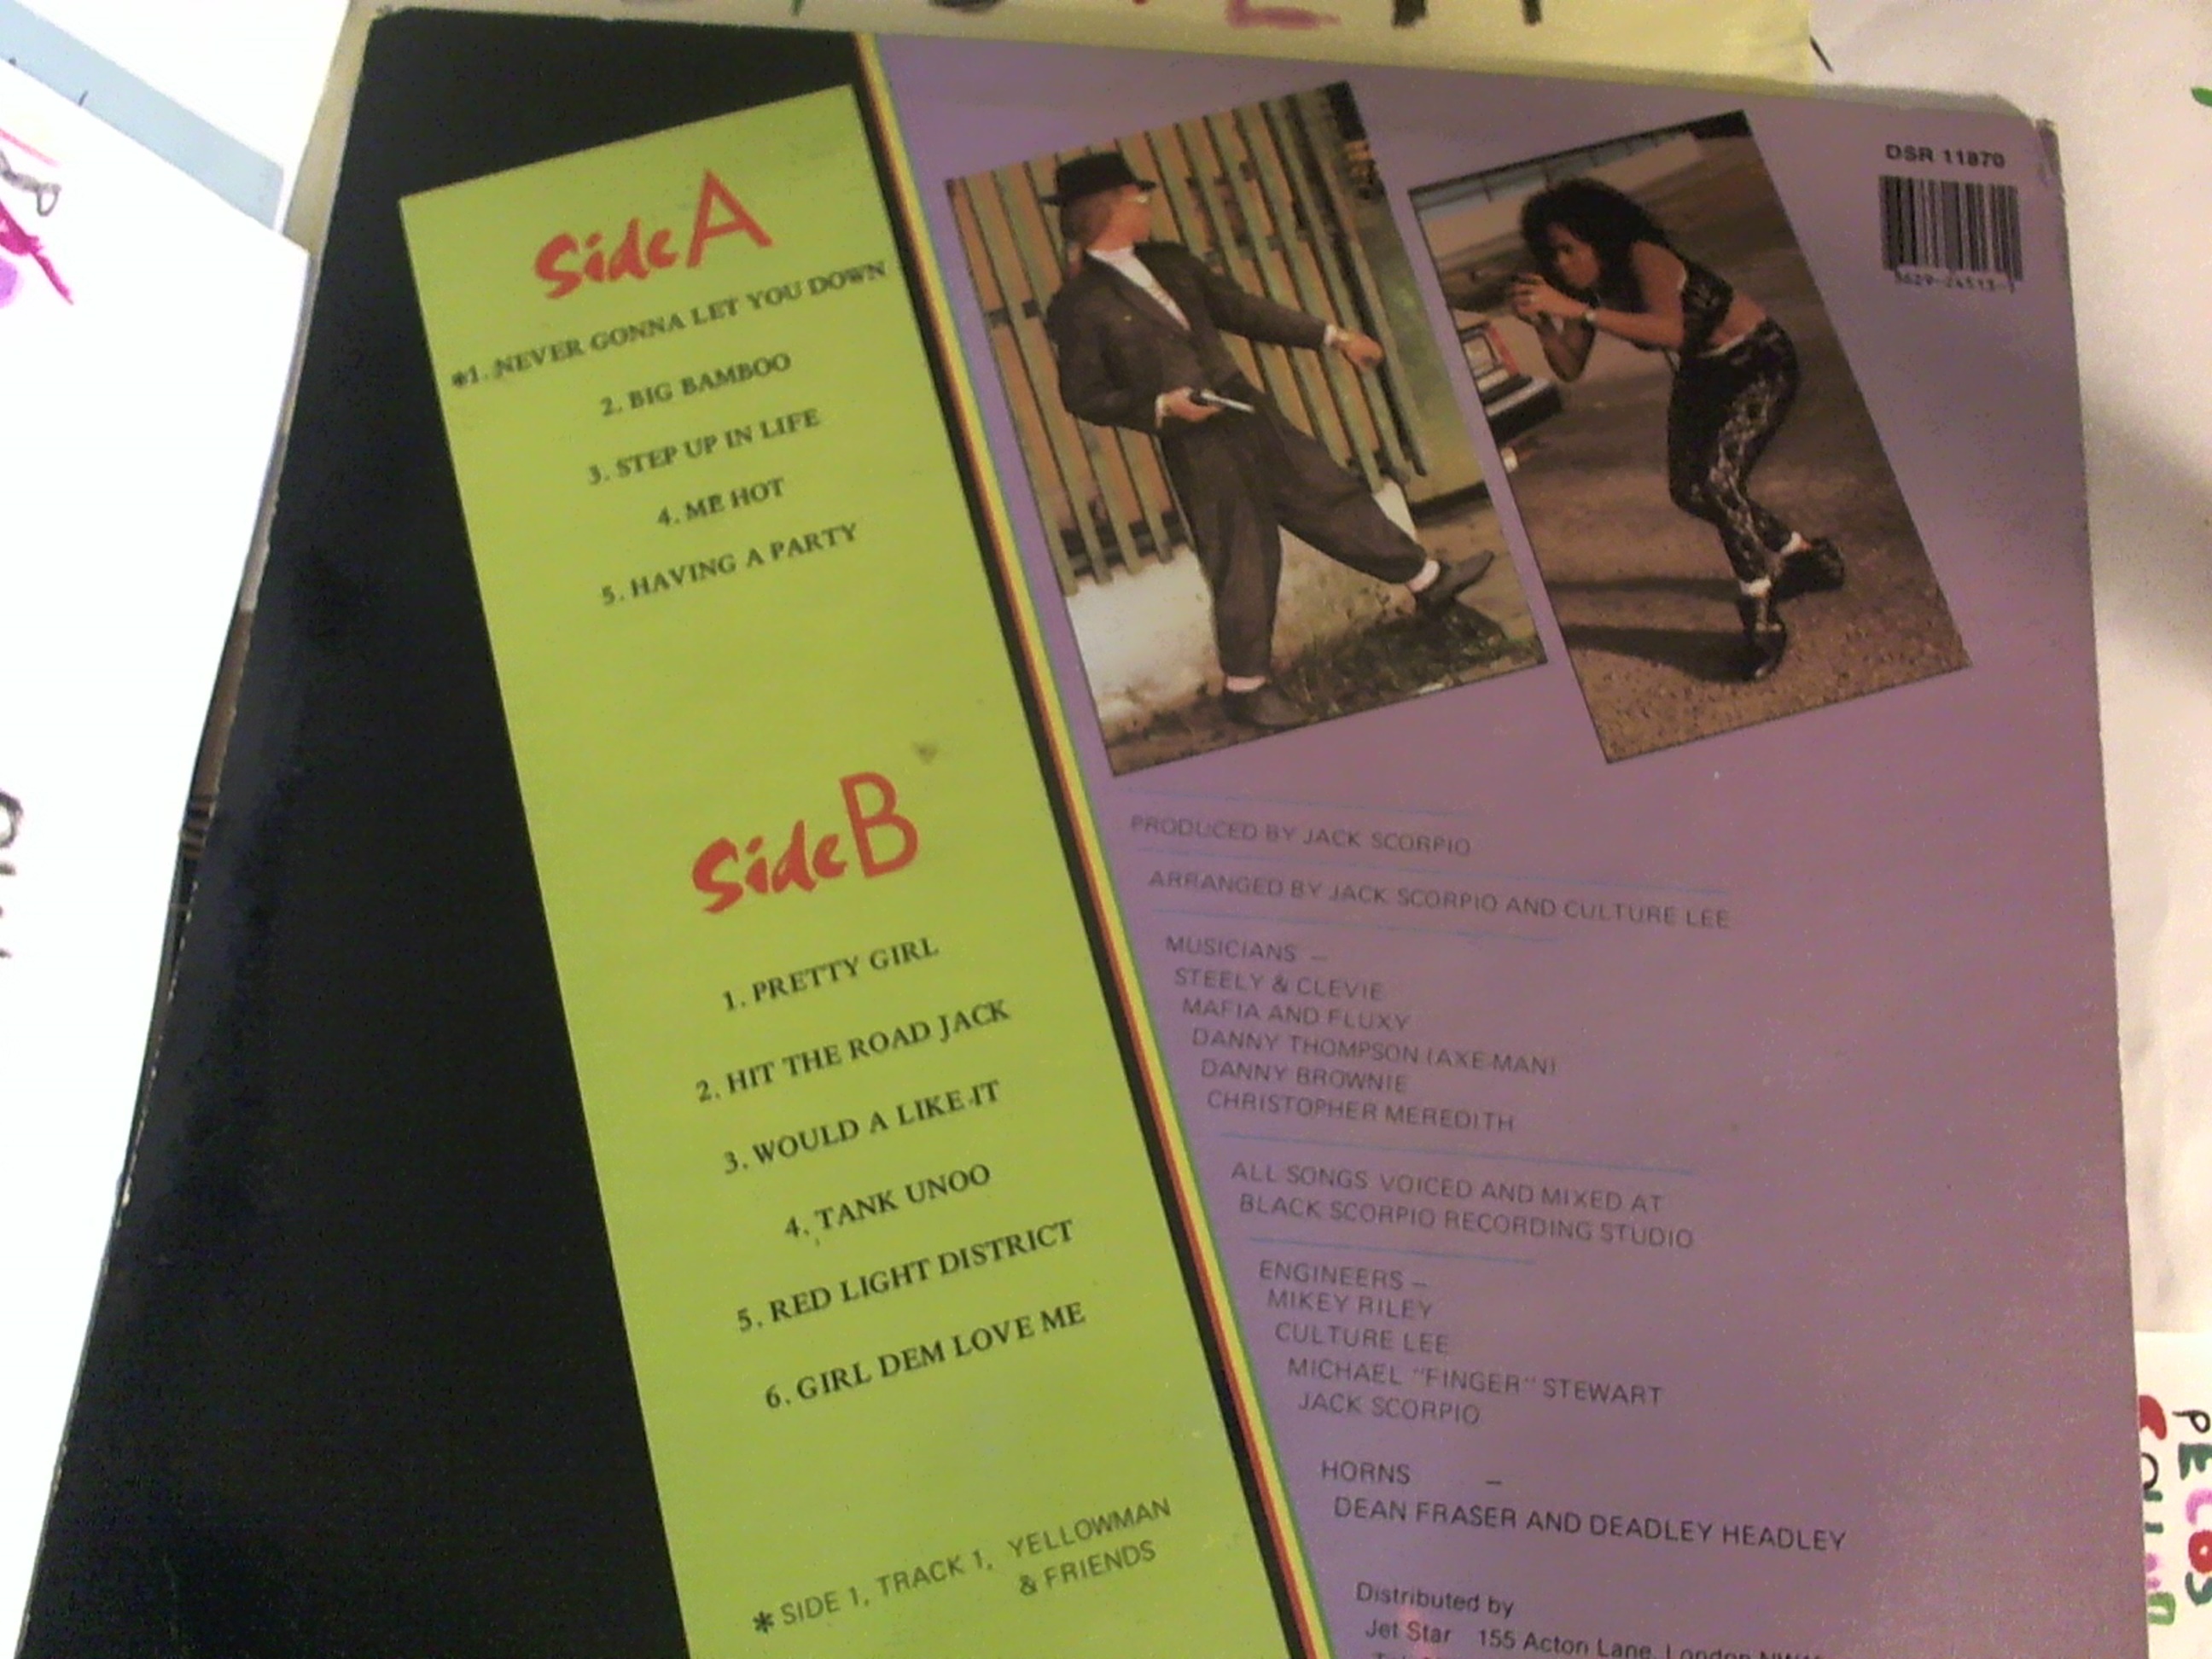 Side A
*1. NEVER GONNA LET YOU DOWN
2. BIG BAMBOO
3. STEP UP IN LIFE
4. ME HOT
5. HAVING A PARTY
Side B
1. PRETTY GIRL
2. HIT THE ROAD JACK
3. WOULD A LIKE IT
4. TANK UNOO
5. RED LIGHT DISTRICT
6. GIRL DEM LOVE ME
* SIDE 1, TRACK 1, YELLOWMAN
& FRIENDS
DSR 11870
PRODUCED BY JACK SCORPIO
ARRANGED BY JACK SCORPIO AND CULTURE LEE
MUSICIANS –
STEELY & CLEVIE
MAFIA AND FLUXY
DANNY THOMPSON (AXE MAN)
DANNY BROWNIE
CHRISTOPHER MEREDITH
ALL SONGS VOICED AND MIXED AT
BLACK SCORPIO RECORDING STUDIO
ENGINEERS –
MIKEY RILEY
CULTURE LEE
MICHAEL "FINGER" STEWART
JACK SCORPIO
HORNS –
DEAN FRASER AND DEADLEY HEADLEY
Distributed by
Jet Star 155 Acton Lane, London
PECOS